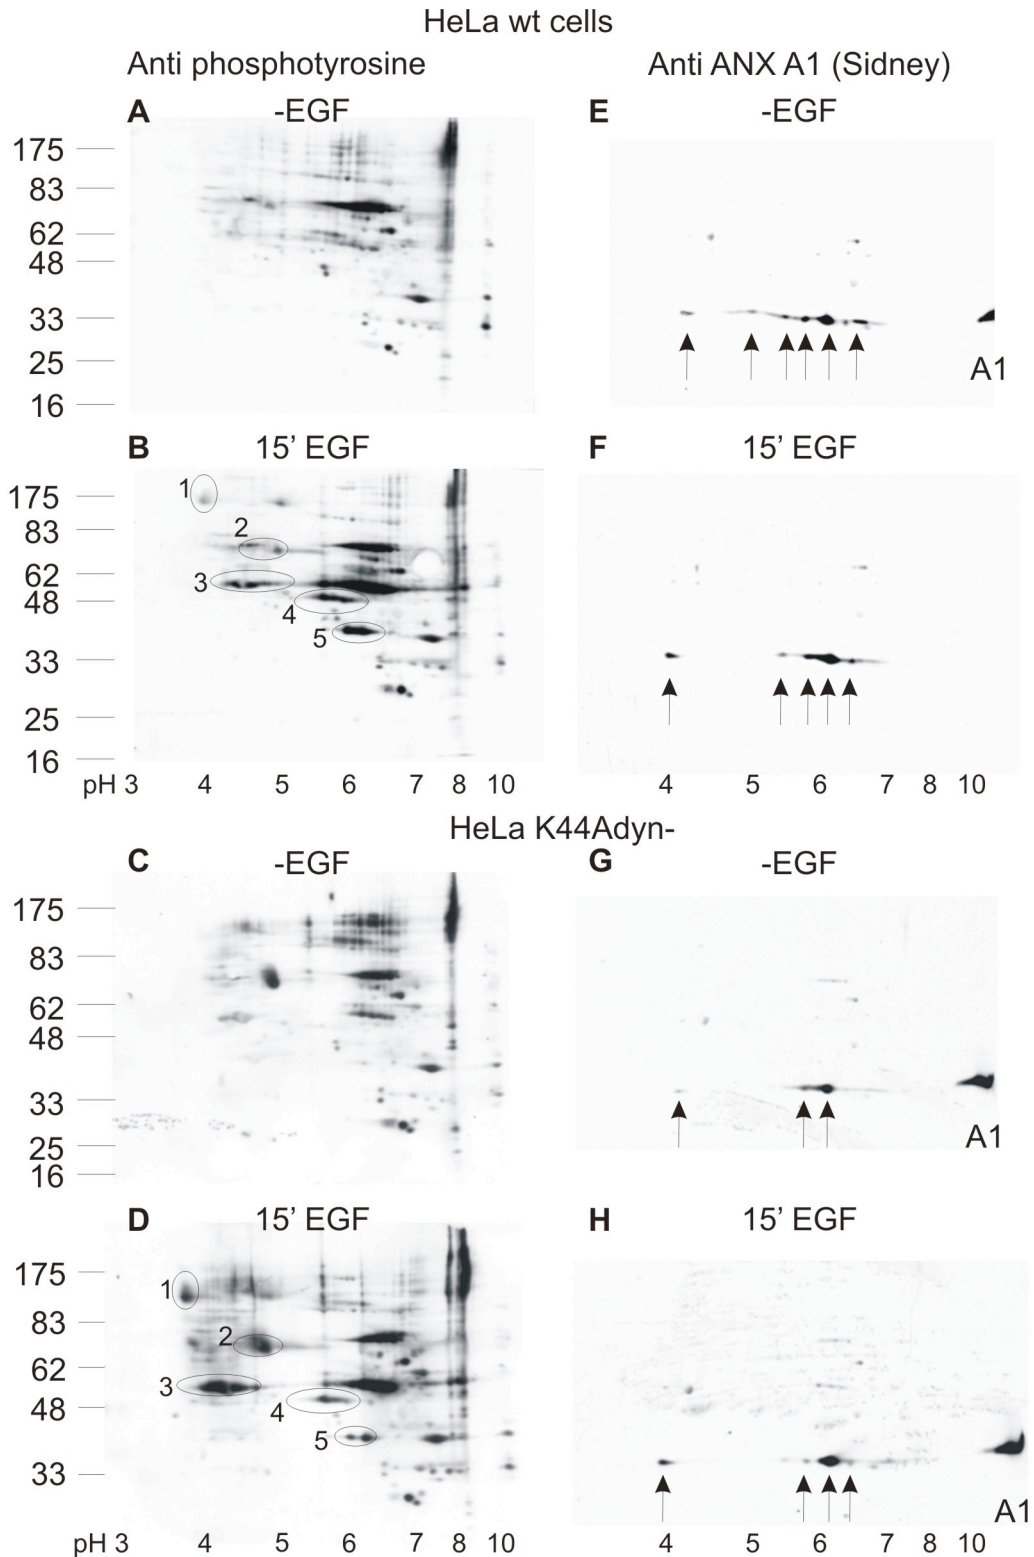 HeLa wt cells
Anti phosphotyrosine
Anti ANX A1 (Sidney)
A
-EGF
E
-EGF
175
83
62
48
33
25
16
A1
B
15’ EGF
F
15’ EGF
175
83
62
48
33
25
16
1
2
3
4
5
pH 3 4 5 6 7 8 10
4 5 6 7 8 10
HeLa K44Adyn-
C
-EGF
G
-EGF
175
83
62
48
33
25
16
A1
D
15’ EGF
H
15’ EGF
175
83
62
48
33
1
2
3
4
5
A1
pH 3 4 5 6 7 8 10
4 5 6 7 8 10